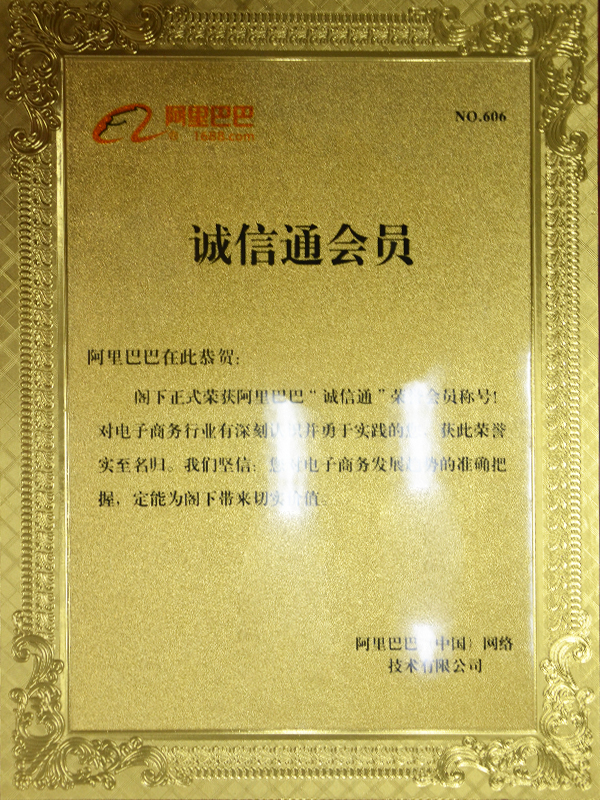 阿里巴巴
1688.com
NO.606
诚信通会员
阿里巴巴在此恭贺:
阁下正式荣获阿里巴巴“诚信通”荣誉会员称号!
对电子商务行业有深刻认识并勇于实践的您,获此荣誉
实至名归。我们坚信:您对电子商务发展趋势的准确把
握,定能为阁下带来切实价值。
阿里巴巴(中国)网络
技术有限公司